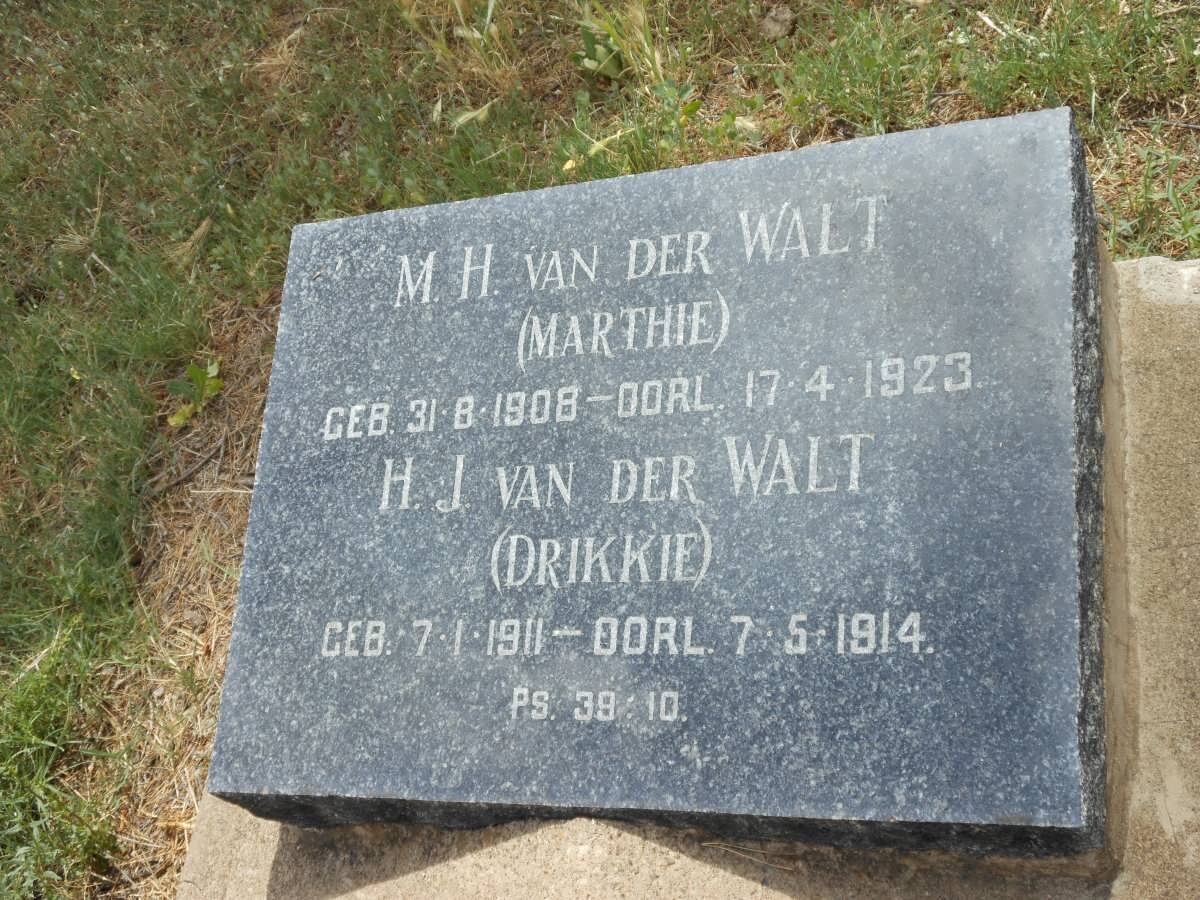 M. H. VAN DER WALT
(MARTHIE)
GEB. 31·8·1908–OORL. 17·4·1923.
H. J. VAN DER WALT
(DRIKKIE)
GEB. 7·1·1911–OORL. 7·5·1914.
PS. 39:10.